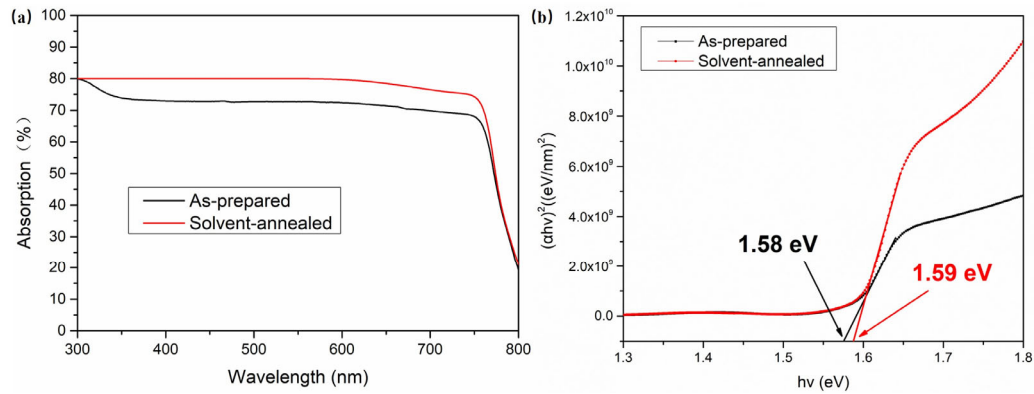 (a)
100
90
80
70
60
50
40
30
20
10
0
Absorption（%）
As-prepared
Solvent-annealed
300 400 500 600 700 800
Wavelength (nm)
(b)
1.2x10¹⁰
1.0x10¹⁰
8.0x10⁹
6.0x10⁹
4.0x10⁹
2.0x10⁹
0.0
(αhv)²((eV/nm)²)
As-prepared
Solvent-annealed
1.58 eV
1.59 eV
1.3 1.4 1.5 1.6 1.7 1.8
hv (eV)